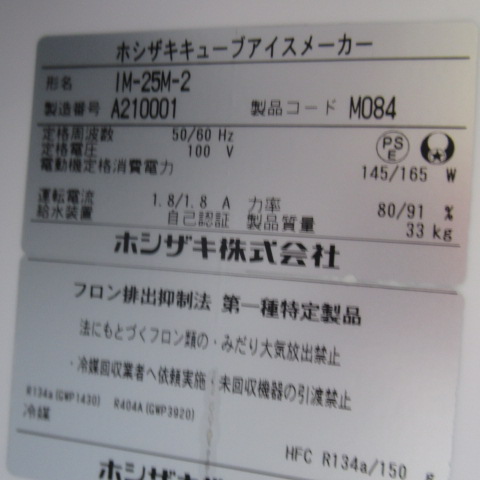 ホシザキキューブアイスメーカー
形名 IM-25M-2
製造番号 A210001 製品コード M084
定格周波数 50/60 Hz
定格電圧 100 V
電動機定格消費電力 145/165 W
PS
E
運転電流 1.8/1.8 A 力率 80/91 %
給水装置 自己認証 製品質量 33 kg
ホシザキ株式会社
フロン排出抑制法 第一種特定製品
法にもとづくフロン類の・みだり大気放出禁止
・冷媒回収業者へ依頼実施・未回収機器の引渡禁止
R134a(GWP1430) R404A(GWP3920)
冷媒 HFC R134a/150 g
ホシザキ株式会社